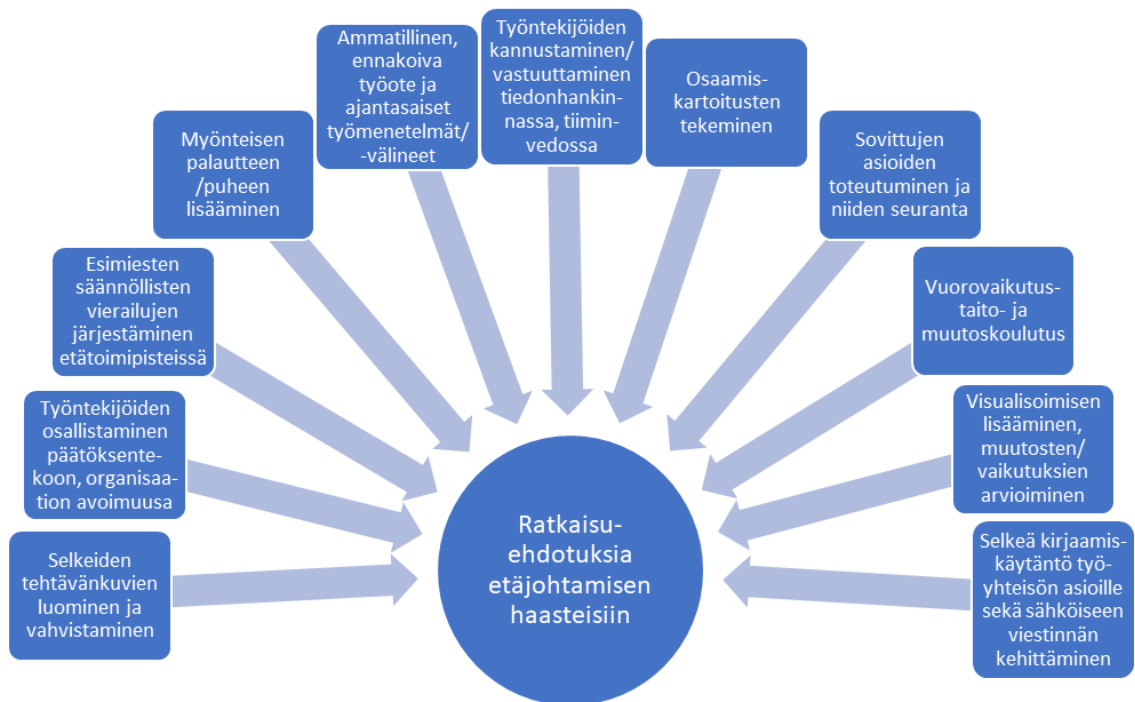 Selkeiden
tehtävänkuvien
luominen ja
vahvistaminen
Työntekijöiden
osallistaminen
päätöksente-
koon, organisaa-
tion avoimuusa
Esimiesten
säännöllisten
vierailujen
järjestäminen
etätoimipisteissä
Myönteisen
palautteen
/puheen
lisääminen
Ammatillinen,
ennakoiva
työote ja
ajantasaiset
työmenetelmät/
-välineet
Työntekijöiden
kannustaminen/
vastuuttaminen
tiedonhankin-
nassa, tiimin-
vedossa
Osaamis-
kartoitusten
tekeminen
Sovittujen
asioiden
toteutuminen ja
niiden seuranta
Vuorovaikutus-
taito- ja
muutoskoulutus
Visualisoimisen
lisääminen,
muutosten/
vaikutuksien
arvioiminen
Selkeä kirjaamis-
käytäntö työ-
yhteisön asioille
sekä sähköiseen
viestinnän
kehittäminen
Ratkaisu-
ehdotuksia
etäjohtamisen
haasteisiin